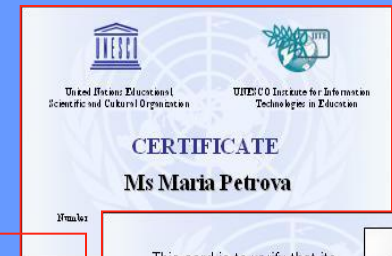 UNESCO
United Nations Educational
Scientific and Cultural Organization
UNESCO Institute for Information
Technologies in Education
CERTIFICATE
Ms Maria Petrova
Number
This card is to verify that its